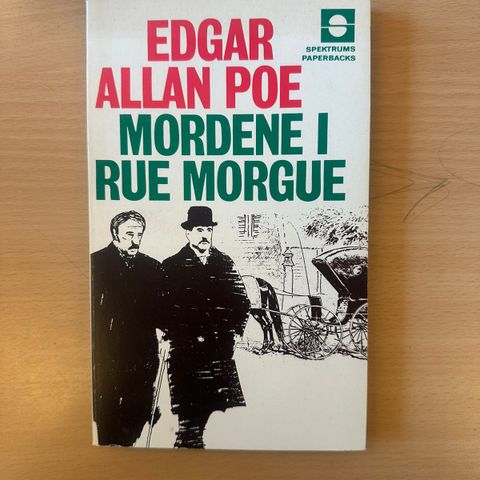 EDGAR
ALLAN POE
MORDENE I
RUE MORGUE
SPEKTRUMS
PAPERBACKS